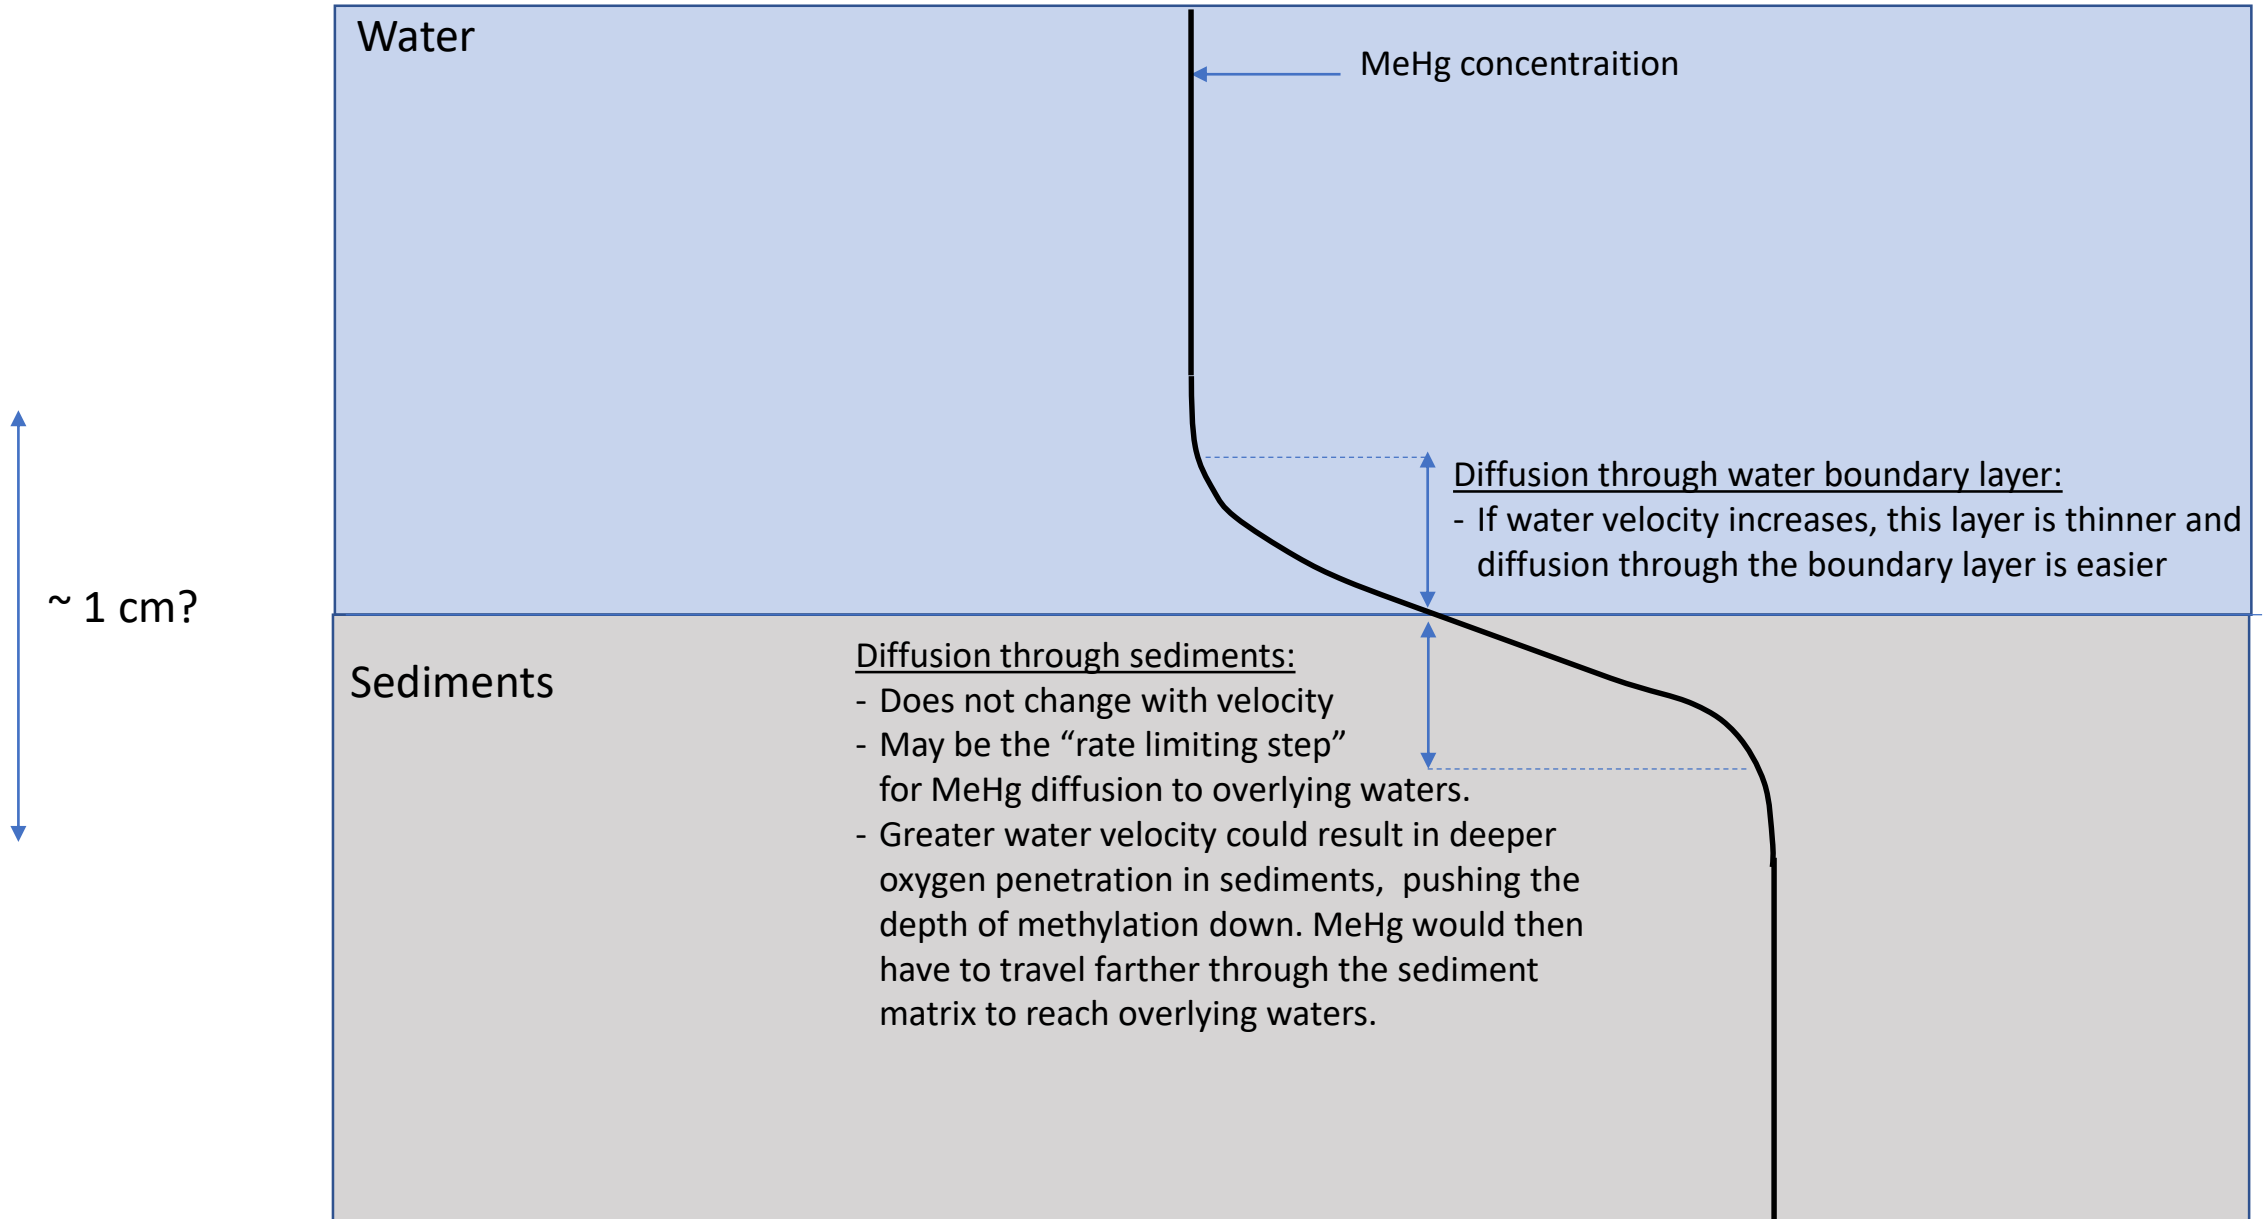 Water
MeHg concentraition
Diffusion through water boundary layer:
- If water velocity increases, this layer is thinner and
diffusion through the boundary layer is easier
~ 1 cm?
Sediments
Diffusion through sediments:
- Does not change with velocity
- May be the “rate limiting step”
for MeHg diffusion to overlying waters.
- Greater water velocity could result in deeper
oxygen penetration in sediments, pushing the
depth of methylation down. MeHg would then
have to travel farther through the sediment
matrix to reach overlying waters.